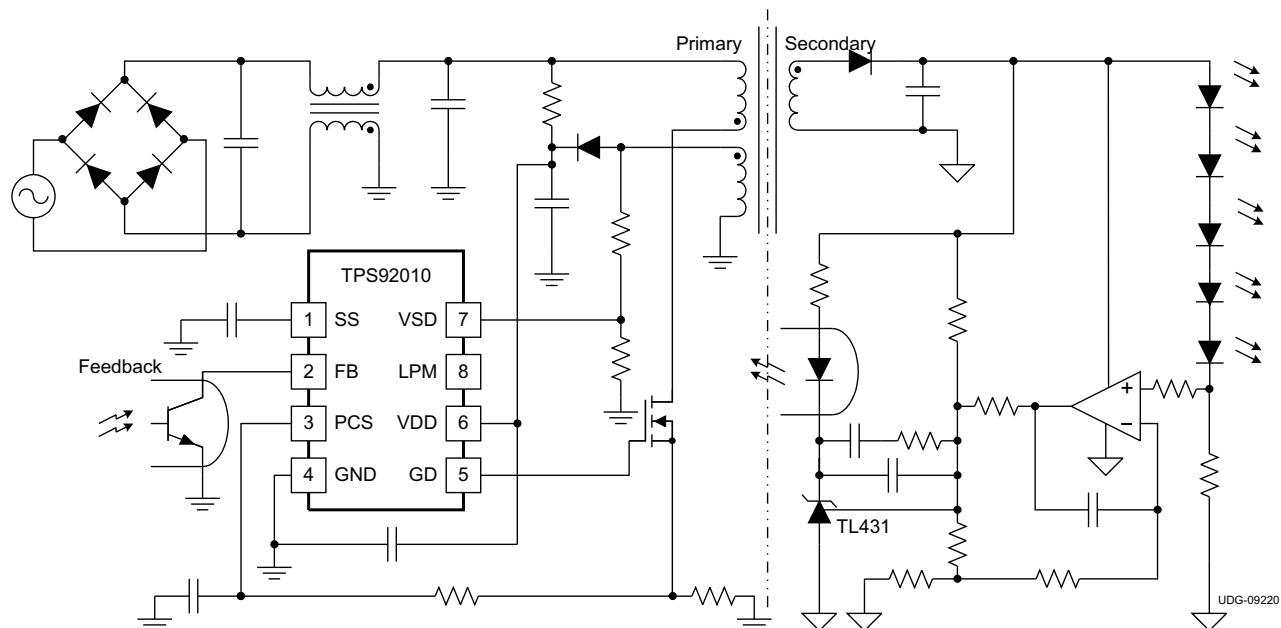 Primary
Secondary
TPS92010
1 SS VSD 7
Feedback
2 FB LPM 8
3 PCS VDD 6
4 GND GD 5
+
−
TL431
UDG-09220